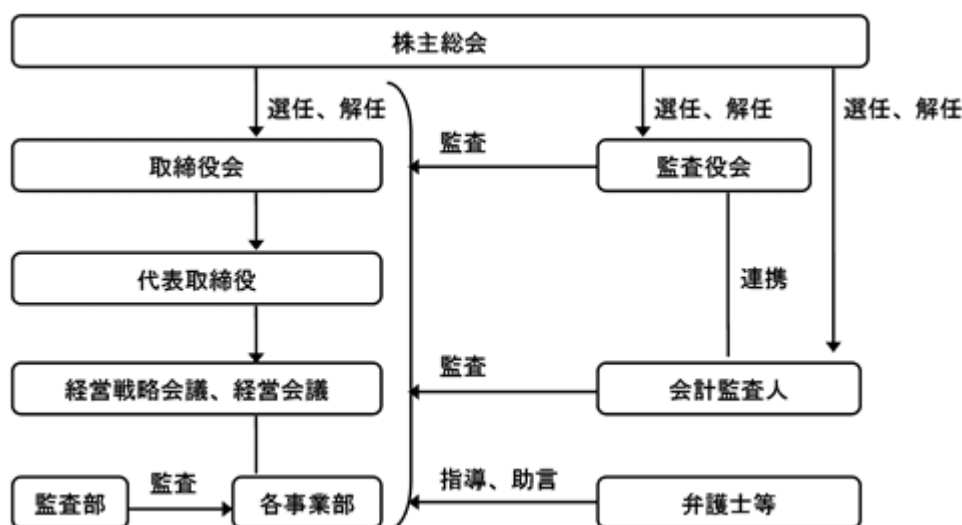 株主総会
選任、解任
選任、解任
選任、解任
監査
取締役会
監査役会
代表取締役
連携
監査
経営戦略会議、経営会議
会計監査人
監査
指導、助言
監査部
各事業部
弁護士等